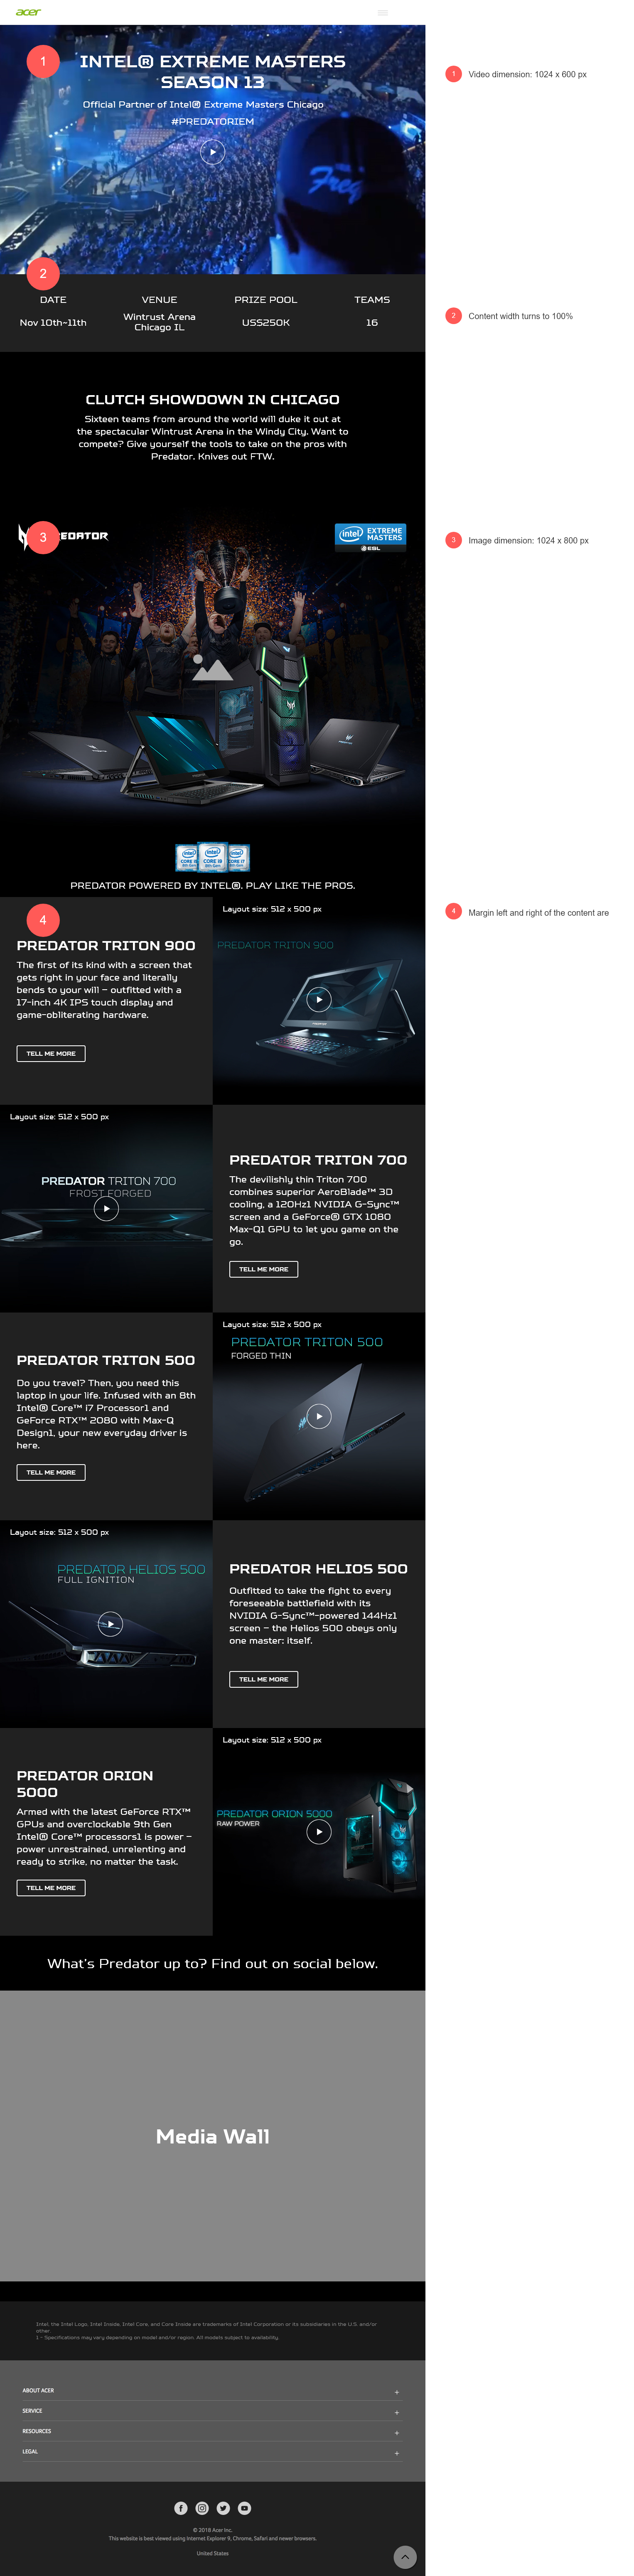 acer
1
INTEL® EXTREME MASTERS
SEASON 13
Official Partner of Intel® Extreme Masters Chicago
#PREDATORIEM
1 Video dimension: 1024 x 600 px
2
DATE VENUE PRIZE POOL TEAMS
Nov 10th~11th
Wintrust Arena
Chicago IL
US$250K
16
2 Content width turns to 100%
CLUTCH SHOWDOWN IN CHICAGO
Sixteen teams from around the world will duke it out at
the spectacular Wintrust Arena in the Windy City. Want to
compete? Give yourself the tools to take on the pros with
Predator. Knives out FTW.
3
EDATOR
intel EXTREME
MASTERS
ESL
3 Image dimension: 1024 x 800 px
PREDATOR POWERED BY INTEL®. PLAY LIKE THE PROS.
4
4 Margin left and right of the content are
PREDATOR TRITON 900
The first of its kind with a screen that
gets right in your face and literally
bends to your will – outfitted with a
17-inch 4K IPS touch display and
game-obliterating hardware.
TELL ME MORE
Layout size: 512 x 500 px
PREDATOR TRITON 900
Layout size: 512 x 500 px
PREDATOR TRITON 700
FROST FORGED
PREDATOR TRITON 700
The devilishly thin Triton 700
combines superior AeroBlade™ 3D
cooling, a 120Hz1 NVIDIA G-Sync™
screen and a GeForce® GTX 1080
Max-Q1 GPU to let you game on the
go.
TELL ME MORE
PREDATOR TRITON 500
Do you travel? Then, you need this
laptop in your life. Infused with an 8th
Intel® Core™ i7 Processor1 and
GeForce RTX™ 2080 with Max-Q
Design1, your new everyday driver is
here.
TELL ME MORE
Layout size: 512 x 500 px
PREDATOR TRITON 500
FORGED THIN
Layout size: 512 x 500 px
PREDATOR HELIOS 500
FULL IGNITION
PREDATOR HELIOS 500
Outfitted to take the fight to every
foreseeable battlefield with its
NVIDIA G-Sync™-powered 144Hz1
screen – the Helios 500 obeys only
one master: itself.
TELL ME MORE
PREDATOR ORION
5000
Armed with the latest GeForce RTX™
GPUs and overclockable 9th Gen
Intel® Core™ processors1 is power –
power unrestrained, unrelenting and
ready to strike, no matter the task.
TELL ME MORE
Layout size: 512 x 500 px
PREDATOR ORION 5000
RAW POWER
What's Predator up to? Find out on social below.
Media Wall
Intel, the Intel Logo, Intel Inside, Intel Core, and Core Inside are trademarks of Intel Corporation or its subsidiaries in the U.S. and/or
other.
1 - Specifications may vary depending on model and/or region. All models subject to availability.
ABOUT ACER +
SERVICE +
RESOURCES +
LEGAL +
© 2018 Acer Inc.
This website is best viewed using Internet Explorer 9, Chrome, Safari and newer browsers.
United States